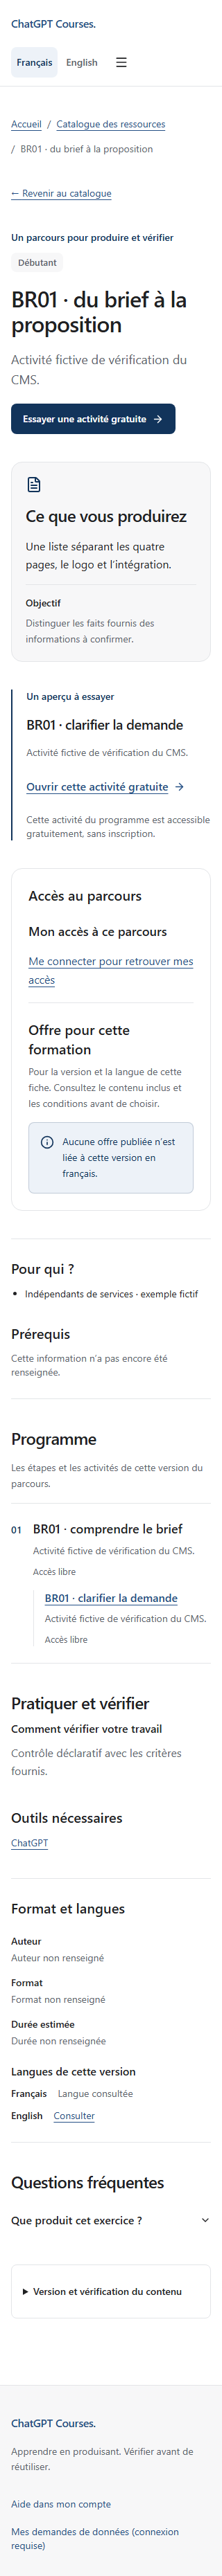 ChatGPT Courses.
Français English
Accueil / Catalogue des ressources
/ BR01 · du brief à la proposition
← Revenir au catalogue
Un parcours pour produire et vérifier
Débutant
BR01 · du brief à la
proposition
Activité fictive de vérification du
CMS.
Essayer une activité gratuite →
Ce que vous produirez
Une liste séparant les quatre
pages, le logo et l'intégration.
Objectif
Distinguer les faits fournis des
informations à confirmer.
Un aperçu à essayer
BR01 · clarifier la demande
Activité fictive de vérification du CMS.
Ouvrir cette activité gratuite →
Cette activité du programme est accessible
gratuitement, sans inscription.
Accès au parcours
Mon accès à ce parcours
Me connecter pour retrouver mes
accès
Offre pour cette
formation
Pour la version et la langue de cette
fiche. Consultez le contenu inclus et
les conditions avant de choisir.
Aucune offre publiée n'est
liée à cette version en
français.
Pour qui ?
• Indépendants de services · exemple fictif
Prérequis
Cette information n'a pas encore été
renseignée.
Programme
Les étapes et les activités de cette version du
parcours.
01 BR01 · comprendre le brief
Activité fictive de vérification du CMS.
Accès libre
BR01 · clarifier la demande
Activité fictive de vérification du CMS.
Accès libre
Pratiquer et vérifier
Comment vérifier votre travail
Contrôle déclaratif avec les critères
fournis.
Outils nécessaires
ChatGPT
Format et langues
Auteur
Auteur non renseigné
Format
Format non renseigné
Durée estimée
Durée non renseignée
Langues de cette version
Français Langue consultée
English Consulter
Questions fréquentes
Que produit cet exercice ?
▶ Version et vérification du contenu
ChatGPT Courses.
Apprendre en produisant. Vérifier avant de
réutiliser.
Aide dans mon compte
Mes demandes de données (connexion
requise)